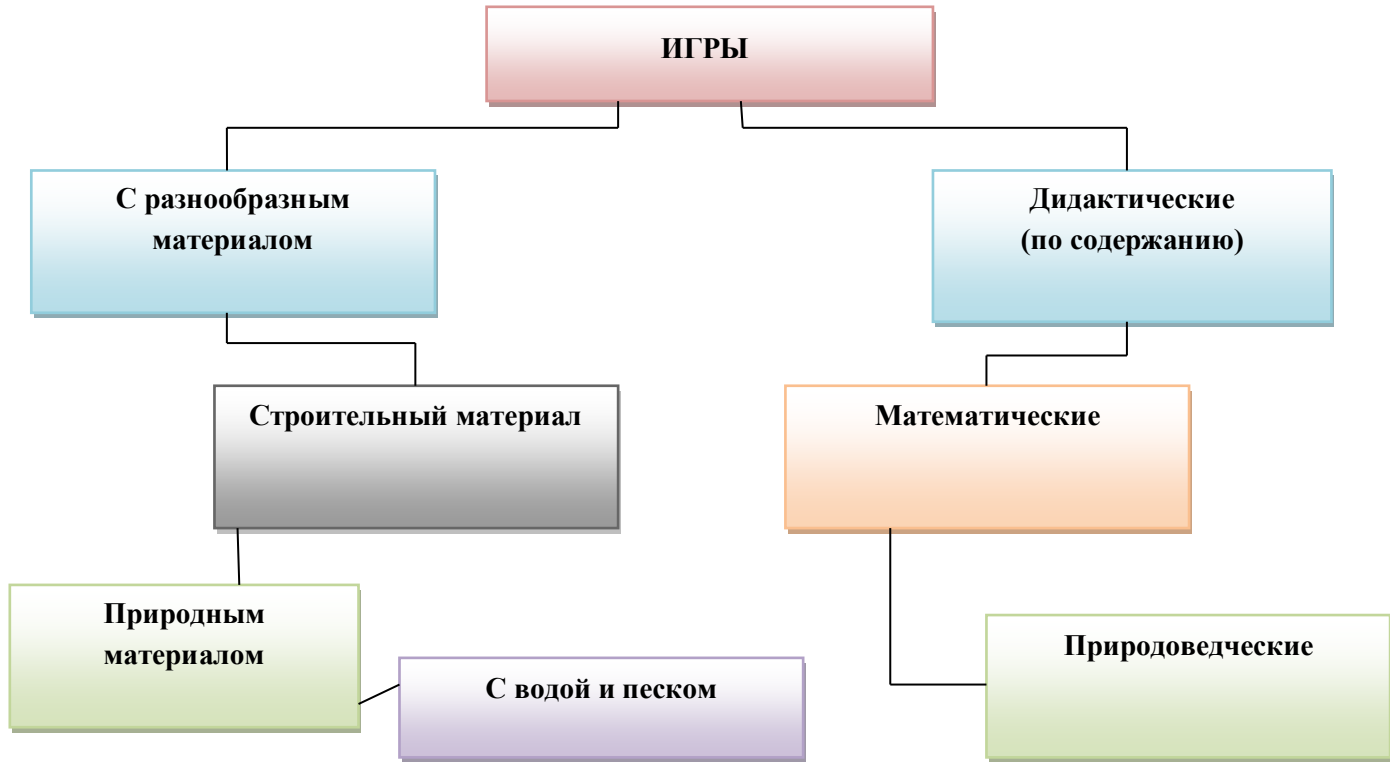 ИГРЫ
С разнообразным
материалом
Дидактические
(по содержанию)
Строительный материал
Математические
Природным
материалом
С водой и песком
Природоведческие